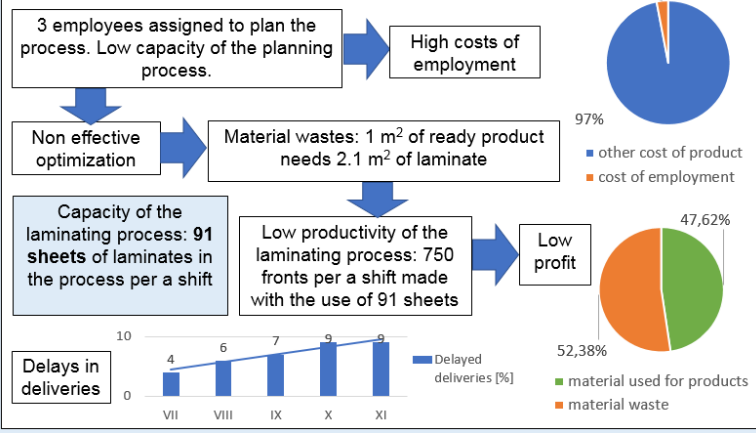 3 employees assigned to plan the
process. Low capacity of the planning
process.
High costs of
employment
97%
other cost of product
cost of employment
Non effective
optimization
Material wastes: 1 m² of ready product
needs 2.1 m² of laminate
Capacity of the
laminating process: 91
sheets of laminates in
the process per a shift
Low productivity of the
laminating process: 750
fronts per a shift made
with the use of 91 sheets
Low
profit
47,62%
52,38%
material used for products
material waste
Delays in
deliveries
10
0
4
6
7
9
9
VII
VIII
IX
X
XI
Delayed
deliveries [%]